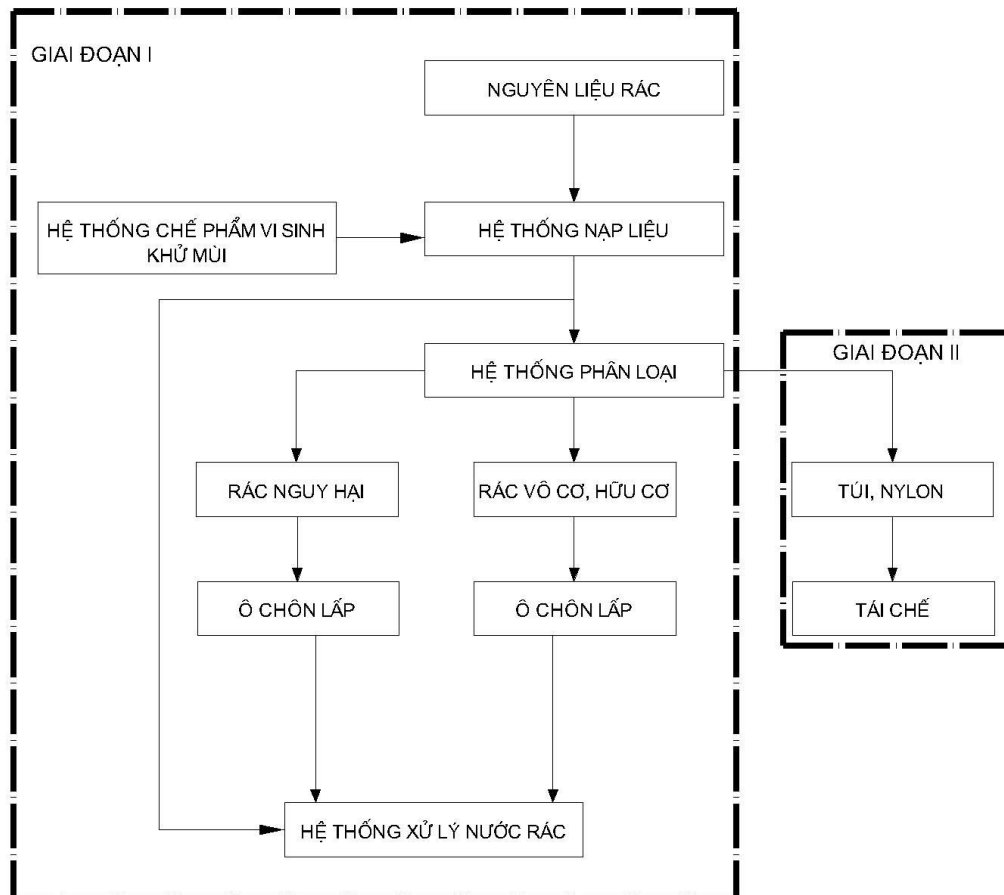 GIAI ĐOẠN I
NGUYÊN LIỆU RÁC
HỆ THỐNG CHẾ PHẨM VI SINH
KHỬ MÙI
HỆ THỐNG NẠP LIỆU
GIAI ĐOẠN II
HỆ THỐNG PHÂN LOẠI
RÁC NGUY HẠI
RÁC VÔ CƠ, HỮU CƠ
TÚI, NYLON
Ô CHÔN LẤP
Ô CHÔN LẤP
TÁI CHẾ
HỆ THỐNG XỬ LÝ NƯỚC RÁC